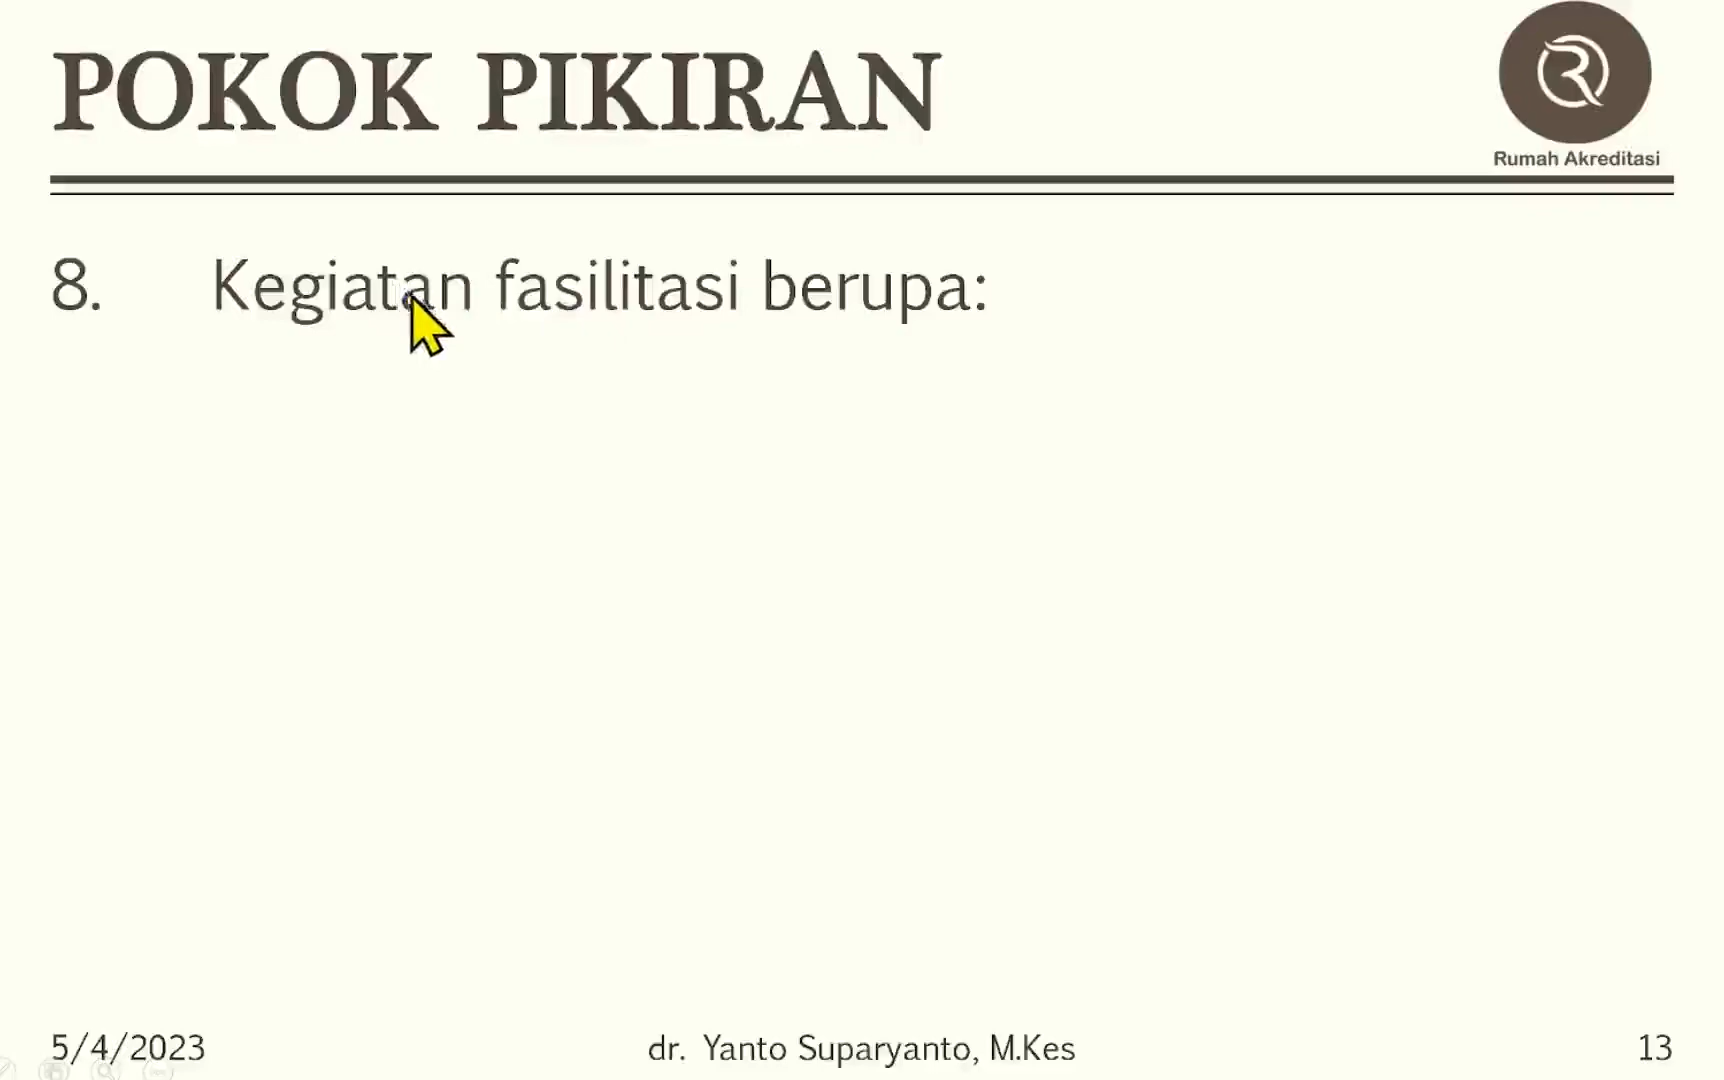 POKOK PIKIRAN
Rumah Akreditasi
8. Kegiatan fasilitasi berupa:
5/4/2023 dr. Yanto Suparyanto, M.Kes 13